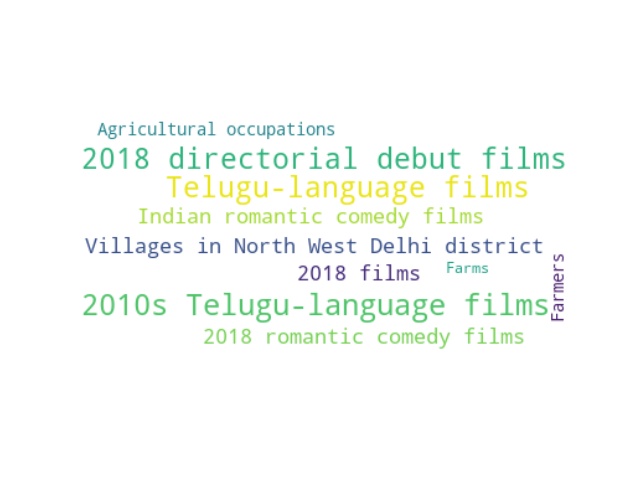 Agricultural occupations
2018 directorial debut films
Telugu-language films
Indian romantic comedy films
Villages in North West Delhi district
2018 films
Farms
Farmers
2010s Telugu-language films
2018 romantic comedy films